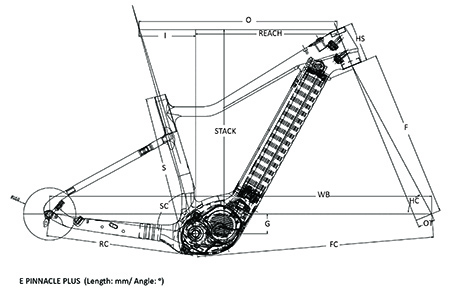 O
I
REACH
HS
STACK
F
S
WB
HC
SC
OT
G
RC
FC
E PINNACLE PLUS (Length: mm/ Angle: °)